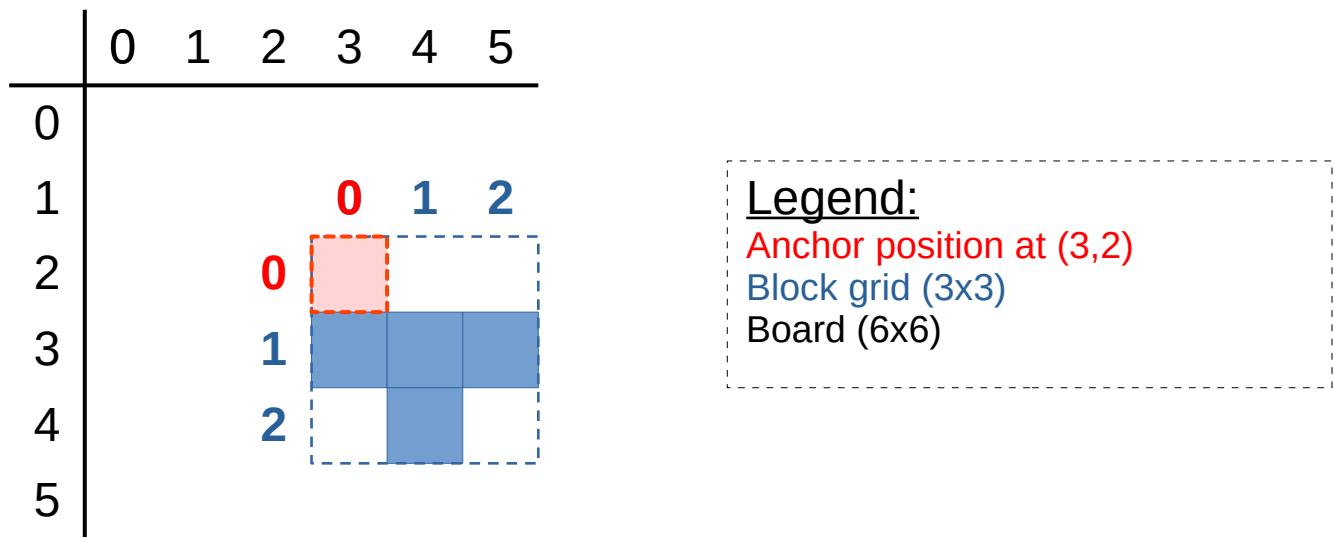 0 1 2 3 4 5
0
1 0 1 2
Legend:
Anchor position at (3,2)
2 0
Block grid (3x3)
Board (6x6)
3 1
4 2
5